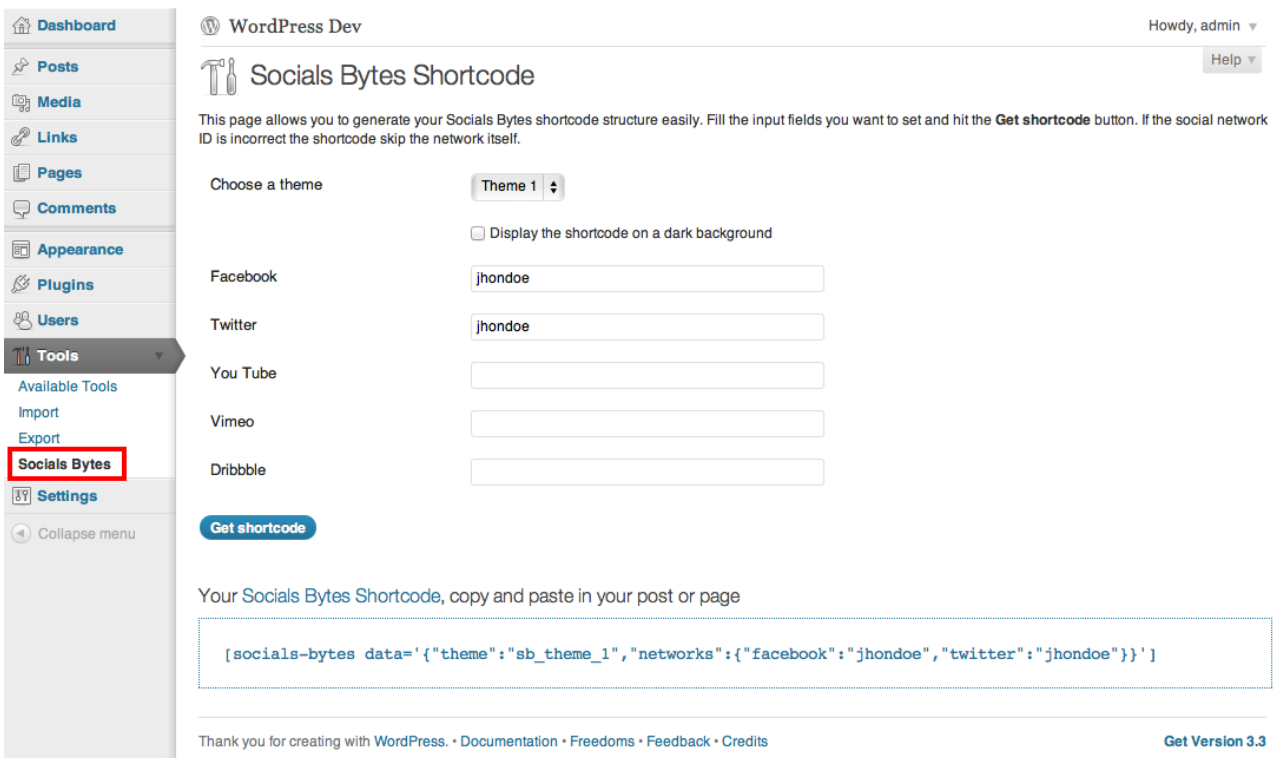 Dashboard
Posts
Media
Links
Pages
Comments
Appearance
Plugins
Users
Tools
Available Tools
Import
Export
Socials Bytes
Settings
Collapse menu
WordPress Dev
Howdy, admin
Help
Socials Bytes Shortcode
This page allows you to generate your Socials Bytes shortcode structure easily. Fill the input fields you want to set and hit the Get shortcode button. If the social network
ID is incorrect the shortcode skip the network itself.
Choose a theme
Theme 1
Display the shortcode on a dark background
Facebook
jhondoe
Twitter
jhondoe
You Tube
Vimeo
Dribbble
Get shortcode
Your Socials Bytes Shortcode, copy and paste in your post or page
[socials-bytes data='{"theme":"sb_theme_1","networks":{"facebook":"jhondoe","twitter":"jhondoe"}}']
Thank you for creating with WordPress. • Documentation • Freedoms • Feedback • Credits
Get Version 3.3